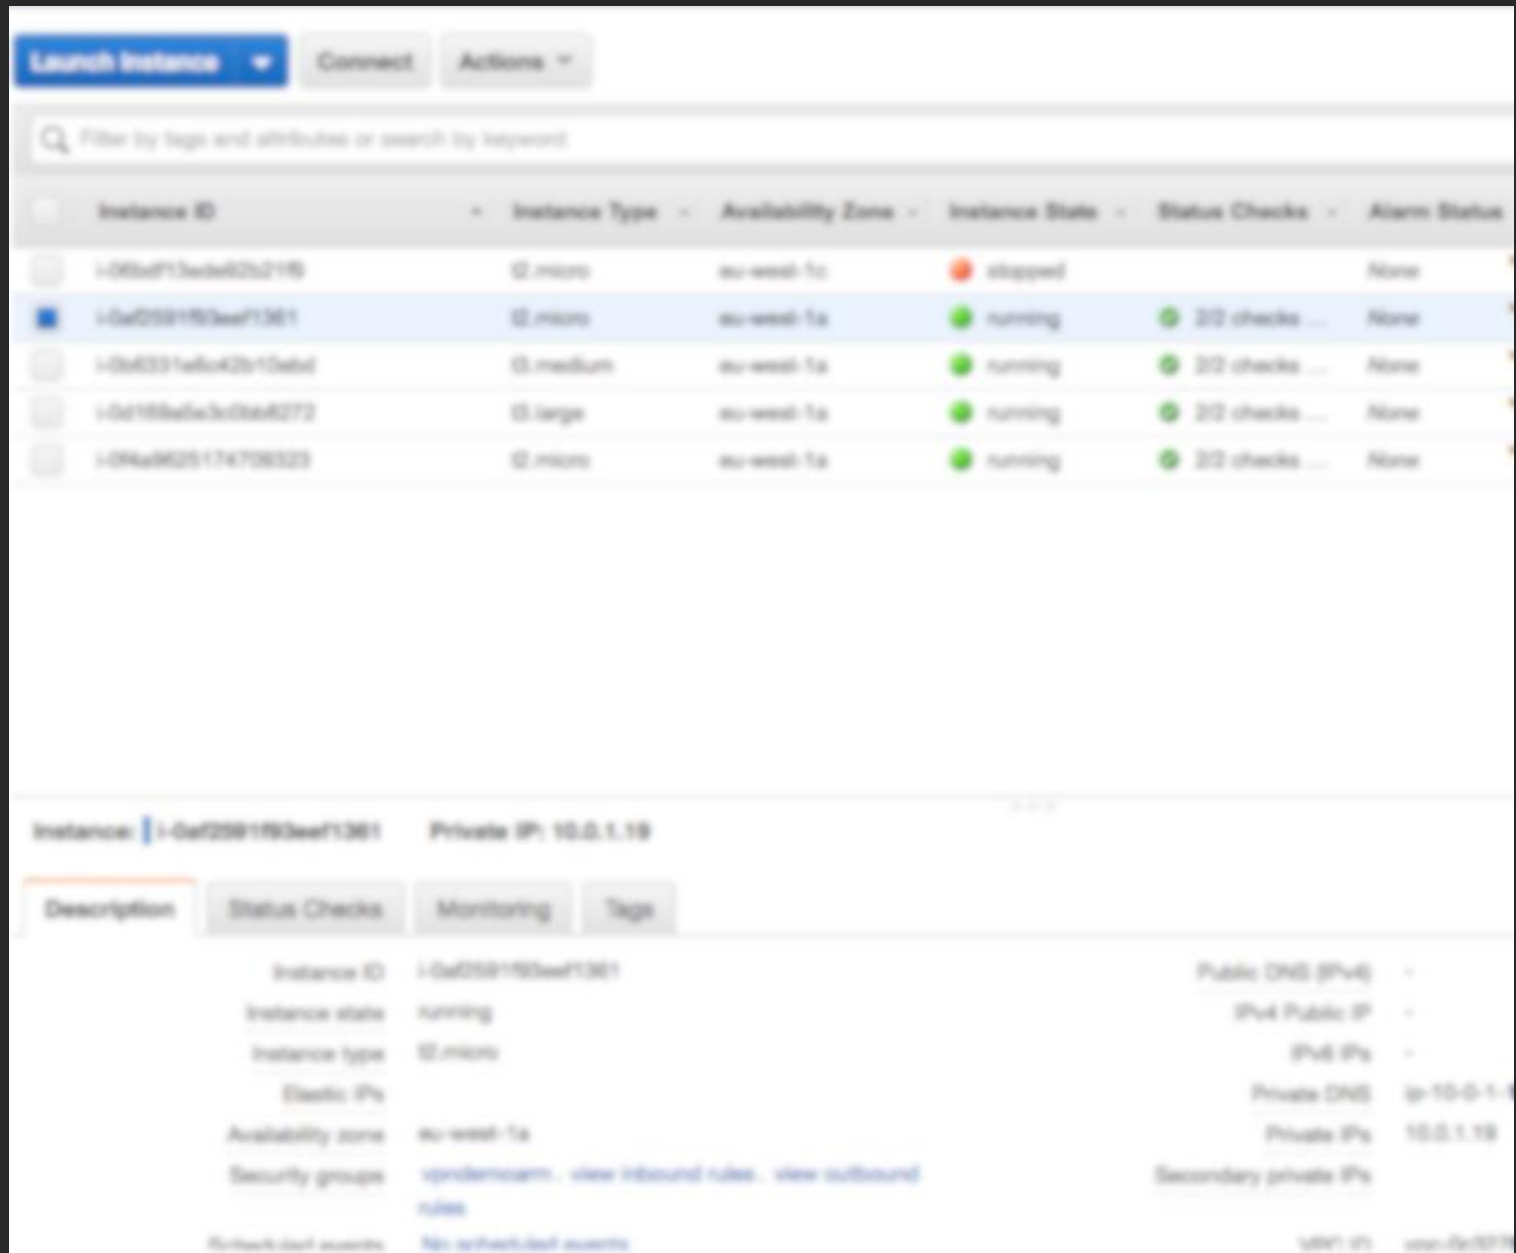 Launch Instance Connect Actions
Filter by tags and attributes or search by keyword
Instance ID Instance Type Availability Zone Instance State Status Checks Alarm Status
t2.micro eu-west-1c stopped None
i-0af2591f93eef1361 t2.micro eu-west-1a running 2/2 checks ... None
t3.medium eu-west-1a running 2/2 checks ... None
t3.large eu-west-1a running 2/2 checks ... None
t2.micro eu-west-1a running 2/2 checks ... None
Instance: i-0af2591f93eef1361 Private IP: 10.0.1.19
Description Status Checks Monitoring Tags
Instance ID i-0af2591f93eef1361 Public DNS (IPv4) -
Instance state running IPv4 Public IP -
Instance type t2.micro IPv6 IPs -
Elastic IPs Private DNS
Availability zone eu-west-1a Private IPs 10.0.1.19
Security groups view inbound rules. view outbound Secondary private IPs
rules
Scheduled events No scheduled events VPC ID